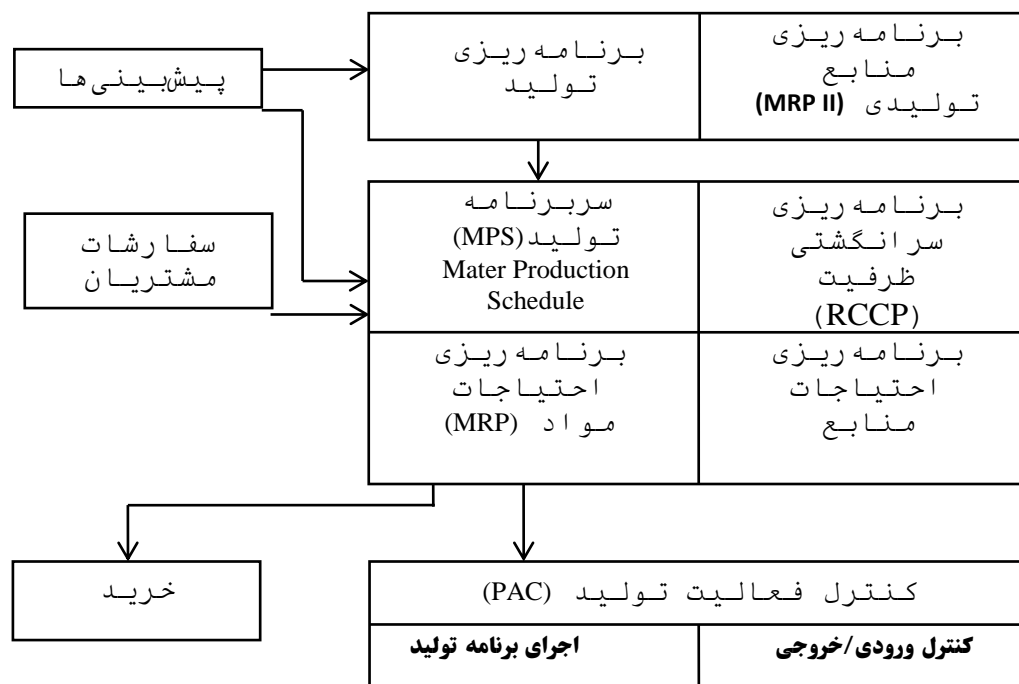 پیش‌بینی‌ها
برنامه‌ریزی
تولید
برنامه‌ریزی
منابع
تولیدی (MRP II)
سفارشات
مشتریان
سربرنامه
تولید(MPS)
Mater Production
Schedule
برنامه‌ریزی
سرانگشتی
ظرفیت
(RCCP)
برنامه‌ریزی
احتیاجات
مواد (MRP)
برنامه‌ریزی
احتیاجات
منابع
خرید
کنترل فعالیت تولید (PAC)
اجرای برنامه تولید
کنترل ورودی/خروجی